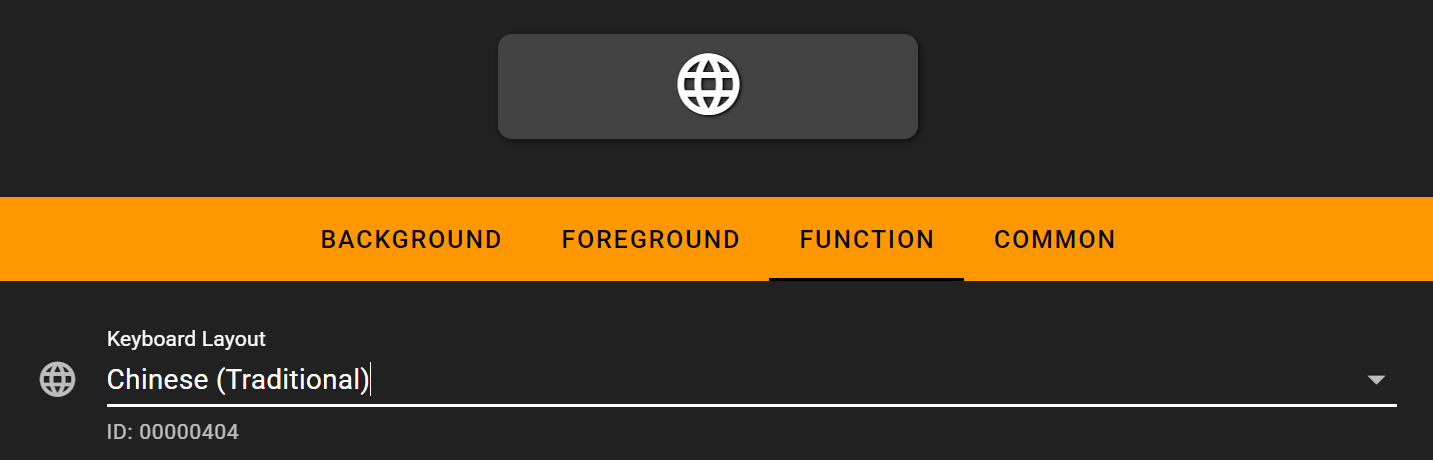 BACKGROUND FOREGROUND FUNCTION COMMON
Keyboard Layout
Chinese (Traditional)
ID: 00000404